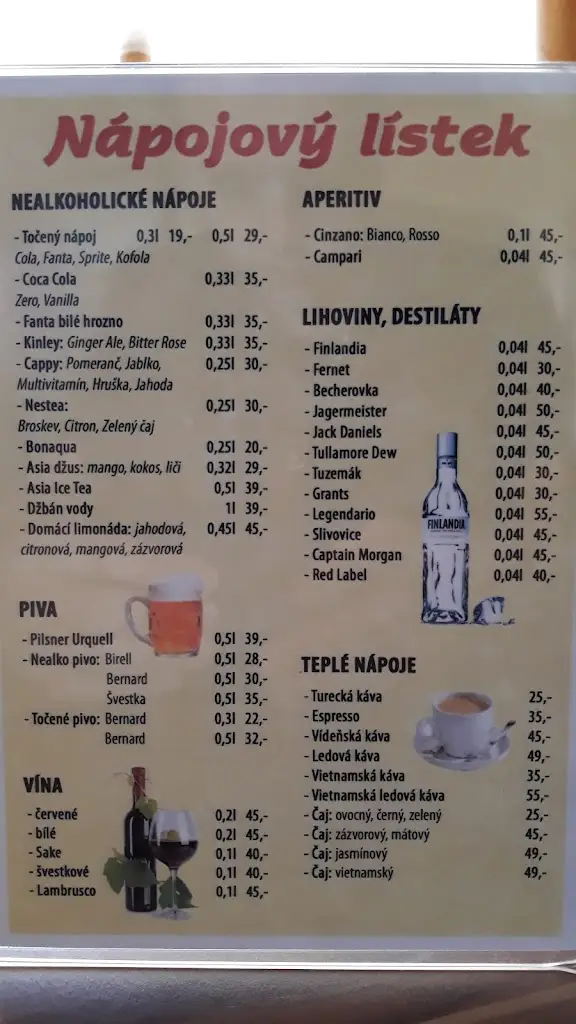 Nápojový lístek
NEALKOHOLICKÉ NÁPOJE
- Točený nápoj 0,3l 19,- 0,5l 29,-
Cola, Fanta, Sprite, Kofola
- Coca Cola 0,33l 35,-
Zero, Vanilla
- Fanta bílé hrozno 0,33l 35,-
- Kinley: Ginger Ale, Bitter Rose 0,33l 35,-
- Cappy: Pomeranč, Jablko, 0,25l 30,-
Multivitamín, Hruška, Jahoda
- Nestea: 0,25l 30,-
Broskev, Citron, Zelený čaj
- Bonaqua 0,25l 20,-
- Asia džus: mango, kokos, liči 0,32l 29,-
- Asia Ice Tea 0,5l 39,-
- Džbán vody 1l 39,-
- Domácí limonáda: jahodová, 0,45l 45,-
citronová, mangová, zázvorová
PIVA
- Pilsner Urquell 0,5l 39,-
- Nealko pivo: Birell 0,5l 28,-
Bernard 0,5l 30,-
Švestka 0,5l 35,-
- Točené pivo: Bernard 0,3l 22,-
Bernard 0,5l 32,-
VÍNA
- červené 0,2l 45,-
- bílé 0,2l 45,-
- Sake 0,1l 40,-
- švestkové 0,1l 40,-
- Lambrusco 0,1l 45,-
APERITIV
- Cinzano: Bianco, Rosso 0,1l 45,-
- Campari 0,04l 45,-
LIHOVINY, DESTILÁTY
- Finlandia 0,04l 45,-
- Fernet 0,04l 30,-
- Becherovka 0,04l 40,-
- Jagermeister 0,04l 50,-
- Jack Daniels 0,04l 45,-
- Tullamore Dew 0,04l 50,-
- Tuzemák 0,04l 30,-
- Grants 0,04l 30,-
- Legendario 0,04l 55,-
- Slivovice 0,04l 45,-
- Captain Morgan 0,04l 45,-
- Red Label 0,04l 40,-
FINLANDIA
TEPLÉ NÁPOJE
- Turecká káva 25,-
- Espresso 35,-
- Vídeňská káva 45,-
- Ledová káva 49,-
- Vietnamská káva 35,-
- Vietnamská ledová káva 55,-
- Čaj: ovocný, černý, zelený 25,-
- Čaj: zázvorový, mátový 45,-
- Čaj: jasmínový 49,-
- Čaj: vietnamský 49,-